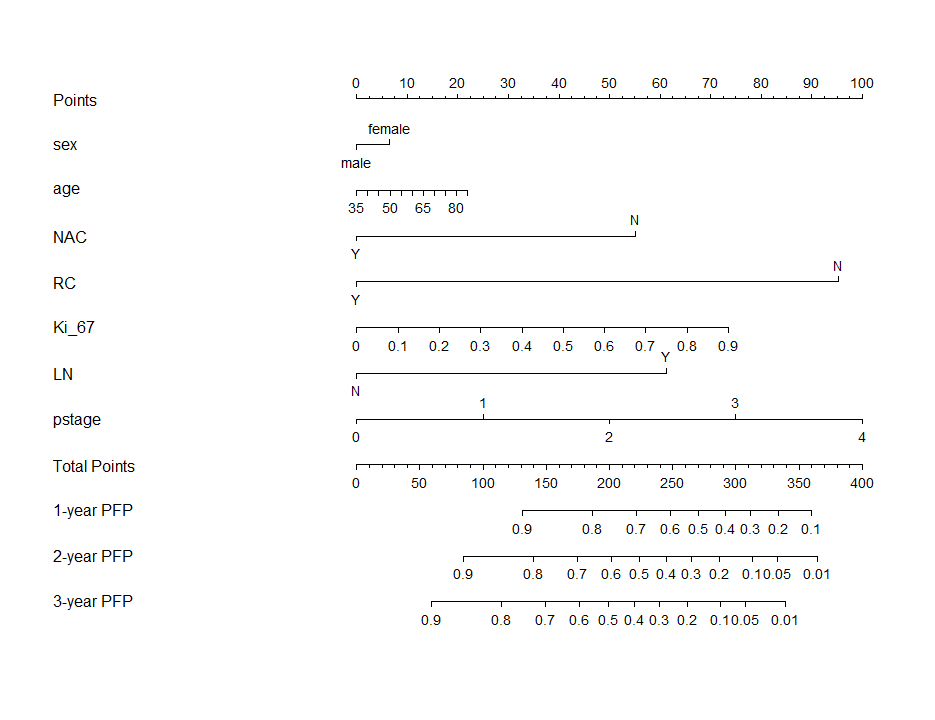 0 10 20 30 40 50 60 70 80 90 100
Points
female
sex
male
age
35 50 65 80
N
NAC
Y
N
RC
Y
Ki_67
0 0.1 0.2 0.3 0.4 0.5 0.6 0.7 0.8 0.9
Y
LN
N
1 3
pstage
0 2 4
Total Points
0 50 100 150 200 250 300 350 400
1-year PFP
0.9 0.8 0.7 0.6 0.5 0.4 0.3 0.2 0.1
2-year PFP
0.9 0.8 0.7 0.6 0.5 0.4 0.3 0.2 0.1 0.05 0.01
3-year PFP
0.9 0.8 0.7 0.6 0.5 0.4 0.3 0.2 0.1 0.05 0.01